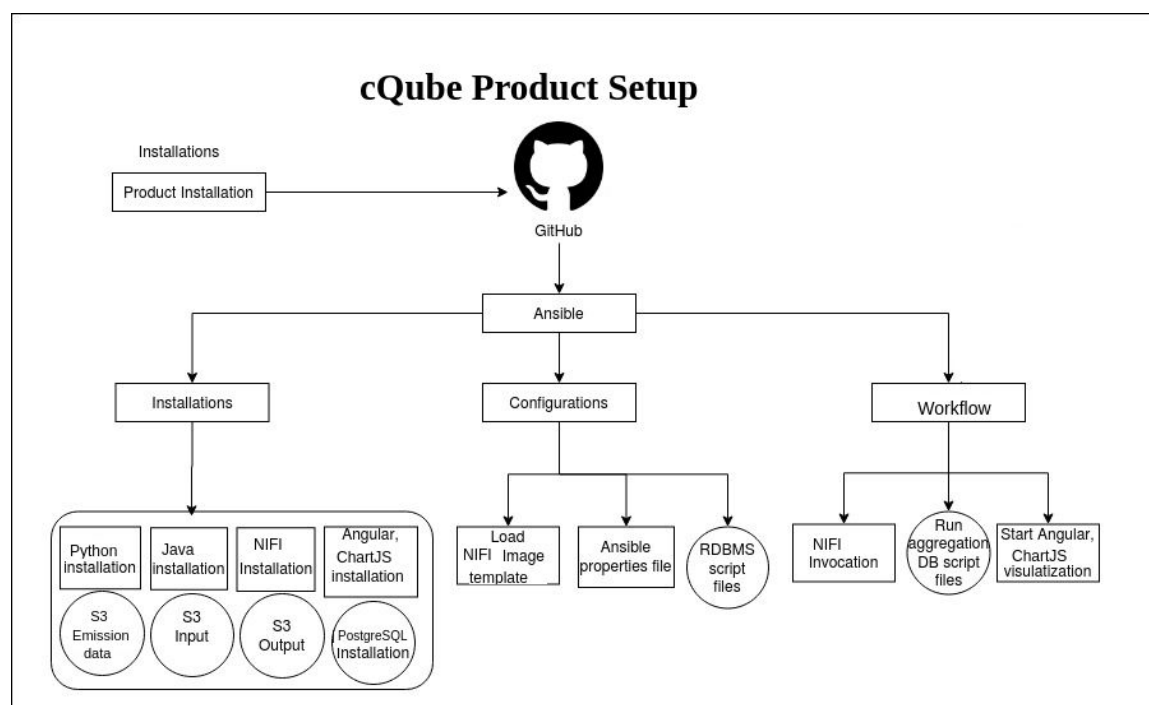 cQube Product Setup
Installations
Product Installation
GitHub
Ansible
Installations
Configurations
Workflow
Python
installation
Java
installation
NIFI
Installation
Angular,
ChartJS
installation
S3
Emission
data
S3
Input
S3
Output
PostgreSQL
Installation
Load
NIFI Image
template
Ansible
properties file
RDBMS
script
files
NIFI
Invocation
Run
aggregation
DB script
files
Start Angular,
ChartJS
visulatization